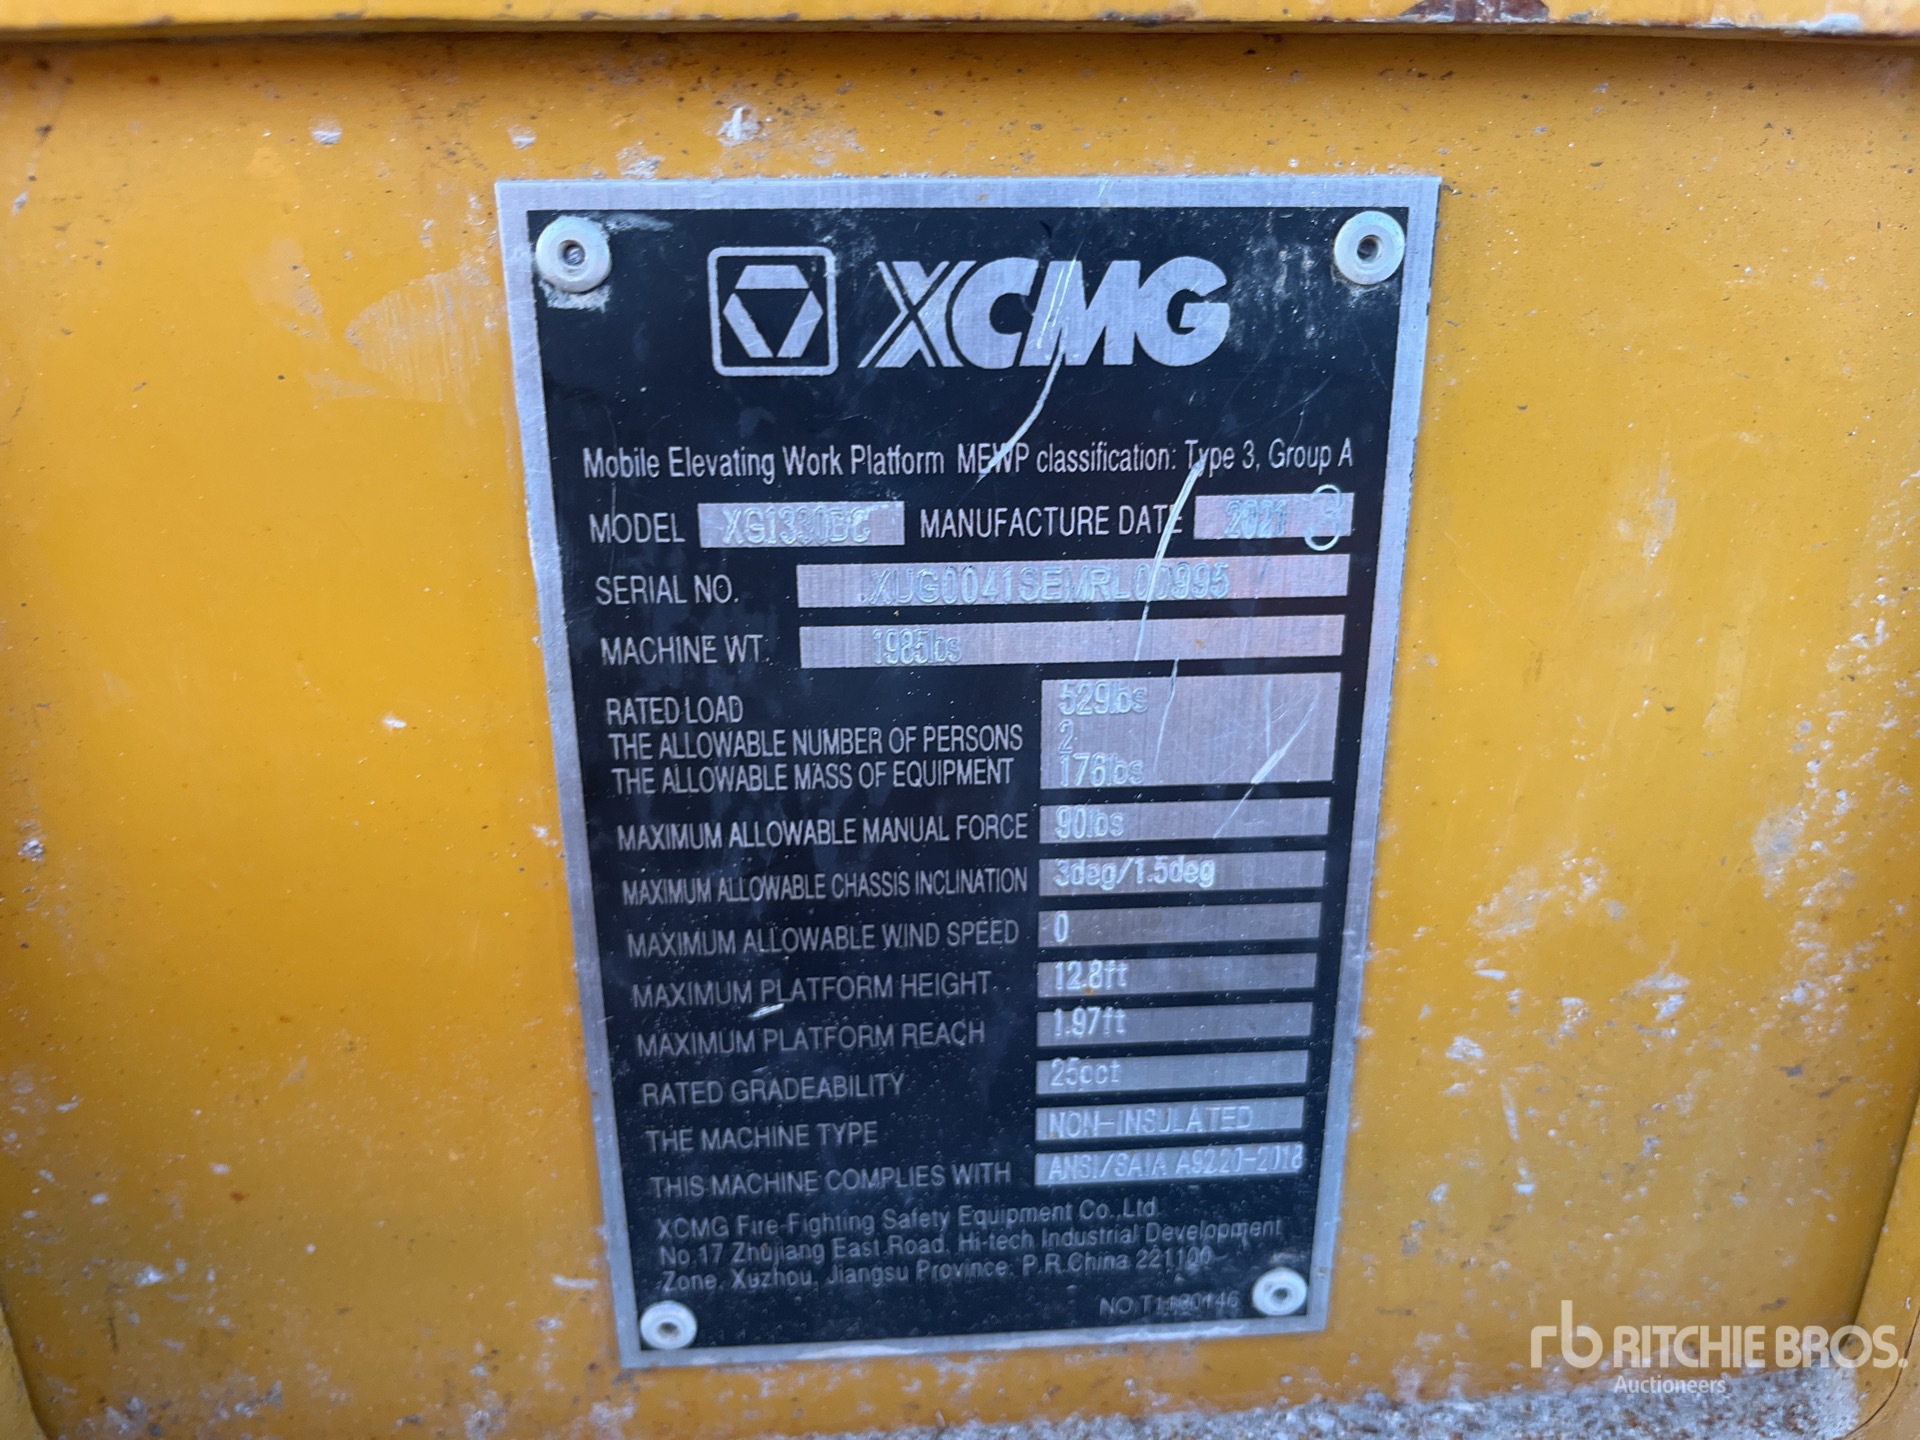 XCMG
Mobile Elevating Work Platform MEWP classification: Type 3, Group A
MODEL XG1330DC MANUFACTURE DATE 2021
SERIAL NO. XUG0041SEMRL00995
MACHINE WT. 1985lbs
RATED LOAD 529lbs
THE ALLOWABLE NUMBER OF PERSONS 2
THE ALLOWABLE MASS OF EQUIPMENT 176lbs
MAXIMUM ALLOWABLE MANUAL FORCE 90lbs
MAXIMUM ALLOWABLE CHASSIS INCLINATION 3deg/1.5deg
MAXIMUM ALLOWABLE WIND SPEED 0
MAXIMUM PLATFORM HEIGHT 12.8ft
MAXIMUM PLATFORM REACH 1.97ft
RATED GRADEABILITY 25pct
THE MACHINE TYPE NON-INSULATED
THIS MACHINE COMPLIES WITH ANSI/SAIA A9220-2018
XCMG Fire-Fighting Safety Equipment Co.,Ltd.
No.17 Zhujiang East Road, Hi-tech Industrial Development
Zone, Xuzhou, Jiangsu Province, P.R.China 221100
rb RITCHIE BROS.
Auctioneers